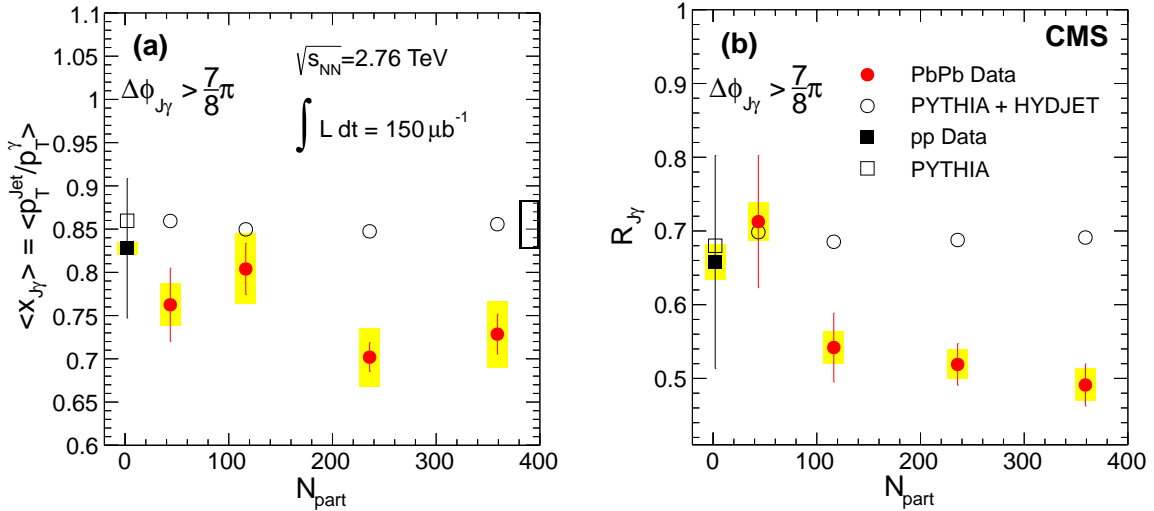 (a)
√s_NN=2.76 TeV
Δϕ_Jγ > 7/8 π
∫ L dt = 150 μb^-1
<x_Jγ> = <p_T^Jet/p_T^γ>
1.1
1.05
1
0.95
0.9
0.85
0.8
0.75
0.7
0.65
0.6
0 100 200 300 400
N_part
(b)
CMS
Δϕ_Jγ > 7/8 π
PbPb Data
PYTHIA + HYDJET
pp Data
PYTHIA
R_Jγ
1
0.9
0.8
0.7
0.6
0.5
0 100 200 300 400
N_part